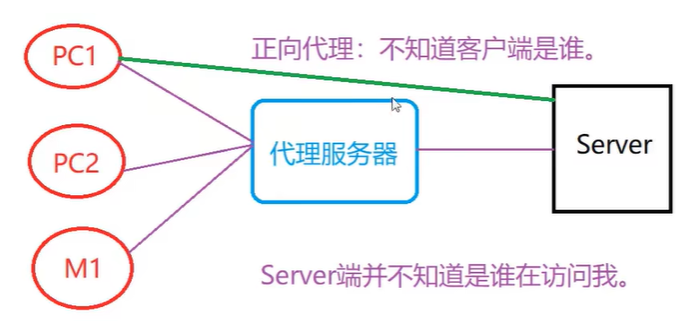 正向代理：不知道客户端是谁。
PC1
PC2
代理服务器
Server
M1
Server端并不知道是谁在访问我。